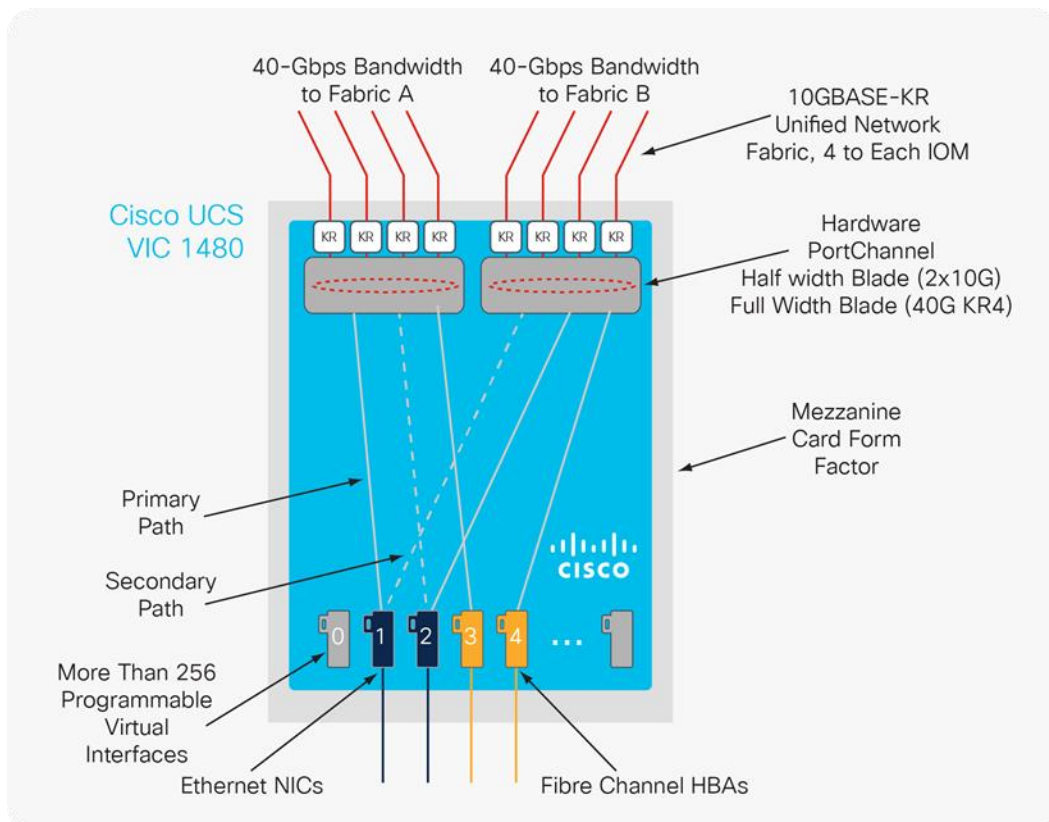 40-Gbps Bandwidth
to Fabric A
40-Gbps Bandwidth
to Fabric B
10GBASE-KR
Unified Network
Fabric, 4 to Each IOM
Cisco UCS
VIC 1480
KR KR KR KR KR KR KR KR
Hardware
PortChannel
Half width Blade (2x10G)
Full Width Blade (40G KR4)
Mezzanine
Card Form
Factor
Primary
Path
CISCO
Secondary
Path
0 1 2 3 4 ...
More Than 256
Programmable
Virtual
Interfaces
Ethernet NICs
Fibre Channel HBAs